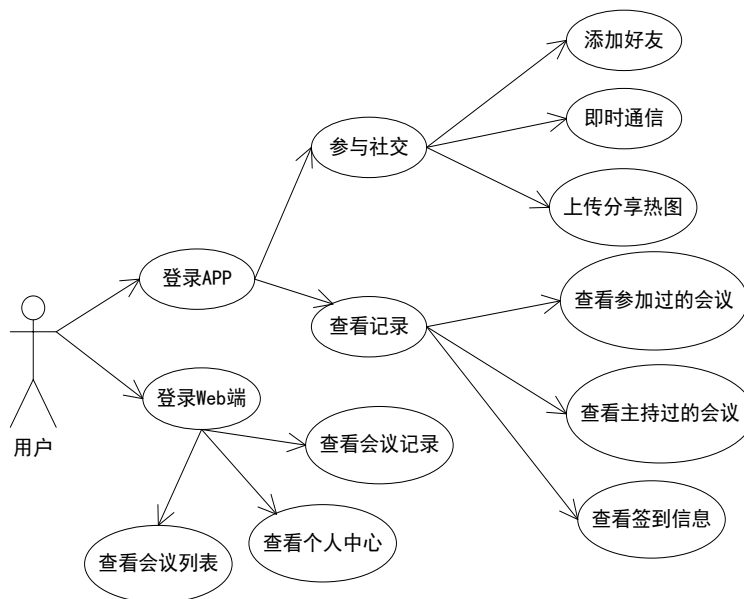 添加好友
即时通信
参与社交
上传分享热图
登录APP
查看参加过的会议
查看记录
登录Web端
查看主持过的会议
用户
查看会议记录
查看签到信息
查看个人中心
查看会议列表